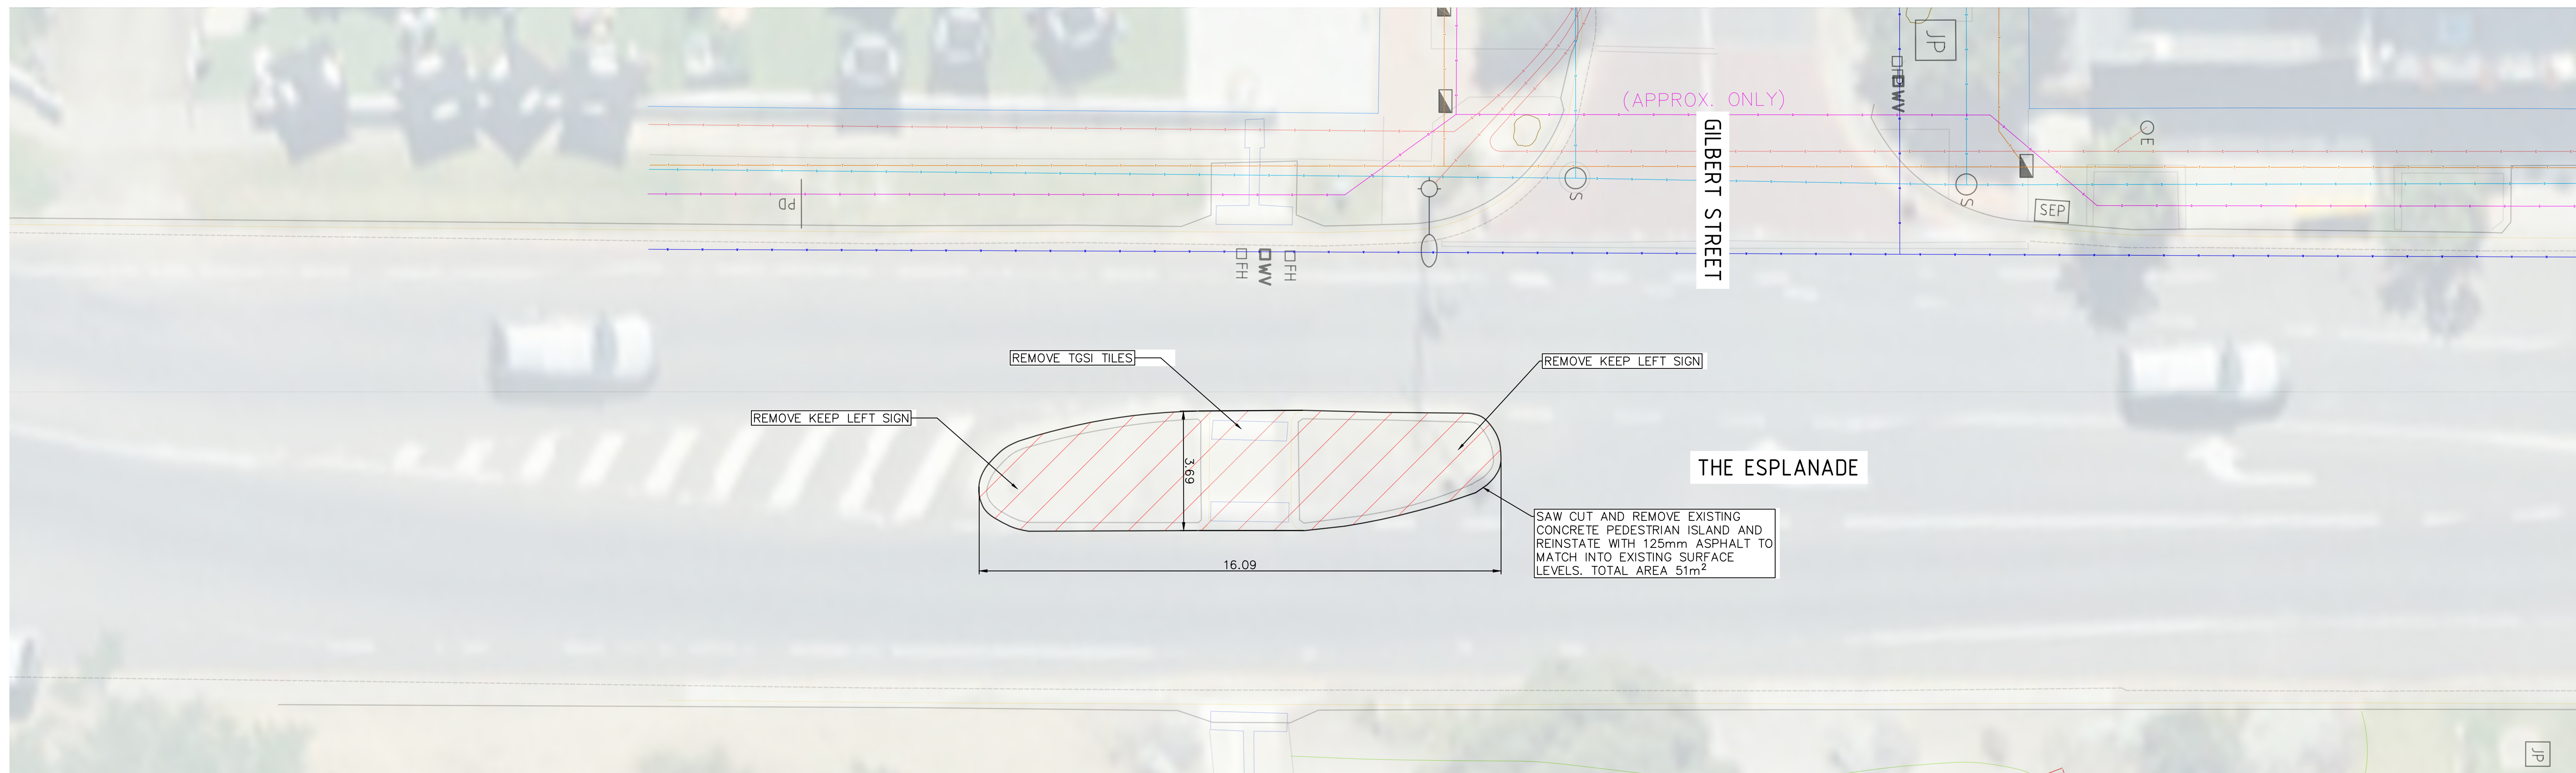 JP
(APPROX. ONLY)
FH
WV
GILBERT STREET
E
PD
S
S
SEP
FH
WV
FH
REMOVE TGSI TILES
REMOVE KEEP LEFT SIGN
REMOVE KEEP LEFT SIGN
3.69
THE ESPLANADE
SAW CUT AND REMOVE EXISTING
CONCRETE PEDESTRIAN ISLAND AND
REINSTATE WITH 125mm ASPHALT TO
MATCH INTO EXISTING SURFACE
LEVELS. TOTAL AREA 51m²
16.09
JP